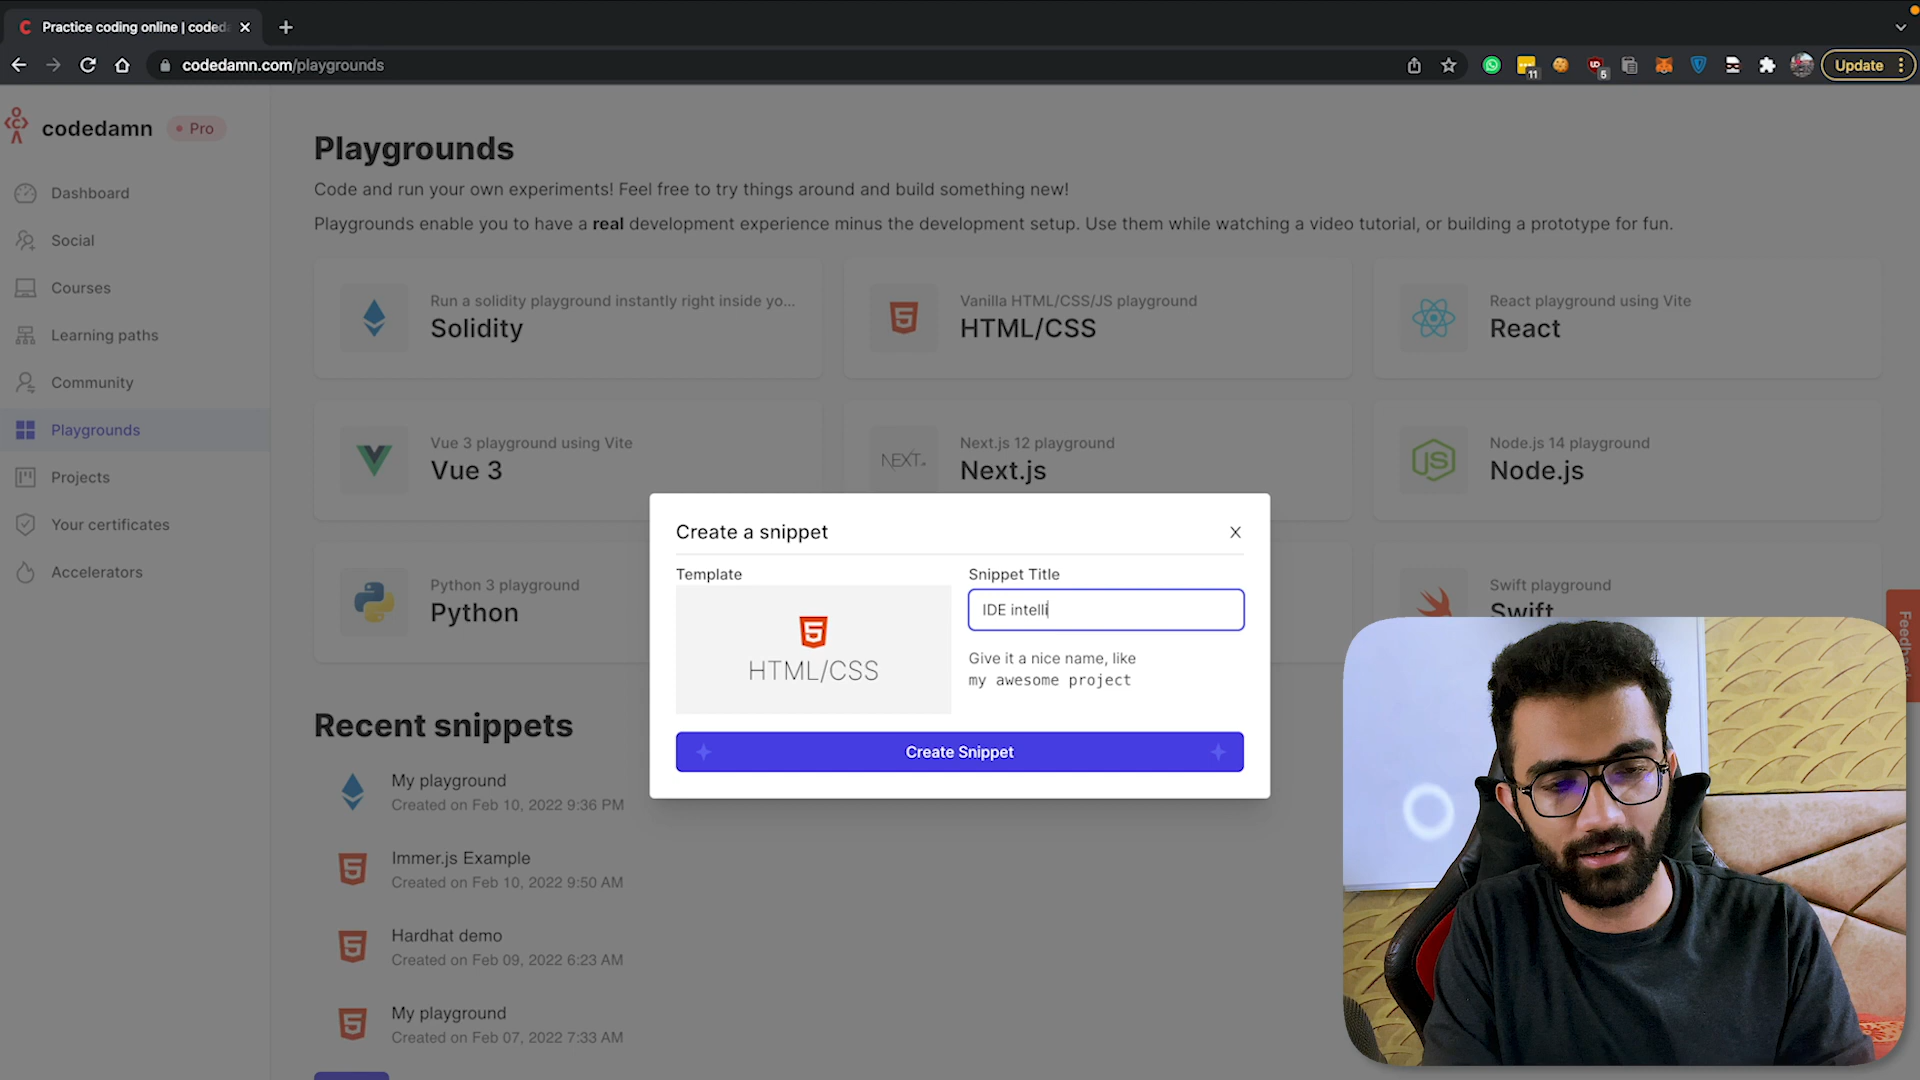 Practice coding online | coded
codedamn.com/playgrounds
11
5
Update
codedamn
Pro
Dashboard
Social
Courses
Learning paths
Community
Playgrounds
Projects
Your certificates
Accelerators
Playgrounds
Code and run your own experiments! Feel free to try things around and build something new!
Playgrounds enable you to have a real development experience minus the development setup. Use them while watching a video tutorial, or building a prototype for fun.
Run a solidity playground instantly right inside yo...
Solidity
Vanilla HTML/CSS/JS playground
HTML/CSS
React playground using Vite
React
Vue 3 playground using Vite
Vue 3
NEXT.
Next.js 12 playground
Next.js
Node.js 14 playground
Node.js
Python 3 playground
Python
Swift playground
Swift
Create a snippet
Template
HTML/CSS
Snippet Title
IDE intelli
Give it a nice name, like
my awesome project
Create Snippet
Recent snippets
My playground
Created on Feb 10, 2022 9:36 PM
Immer.js Example
Created on Feb 10, 2022 9:50 AM
Hardhat demo
Created on Feb 09, 2022 6:23 AM
My playground
Created on Feb 07, 2022 7:33 AM
Feedback